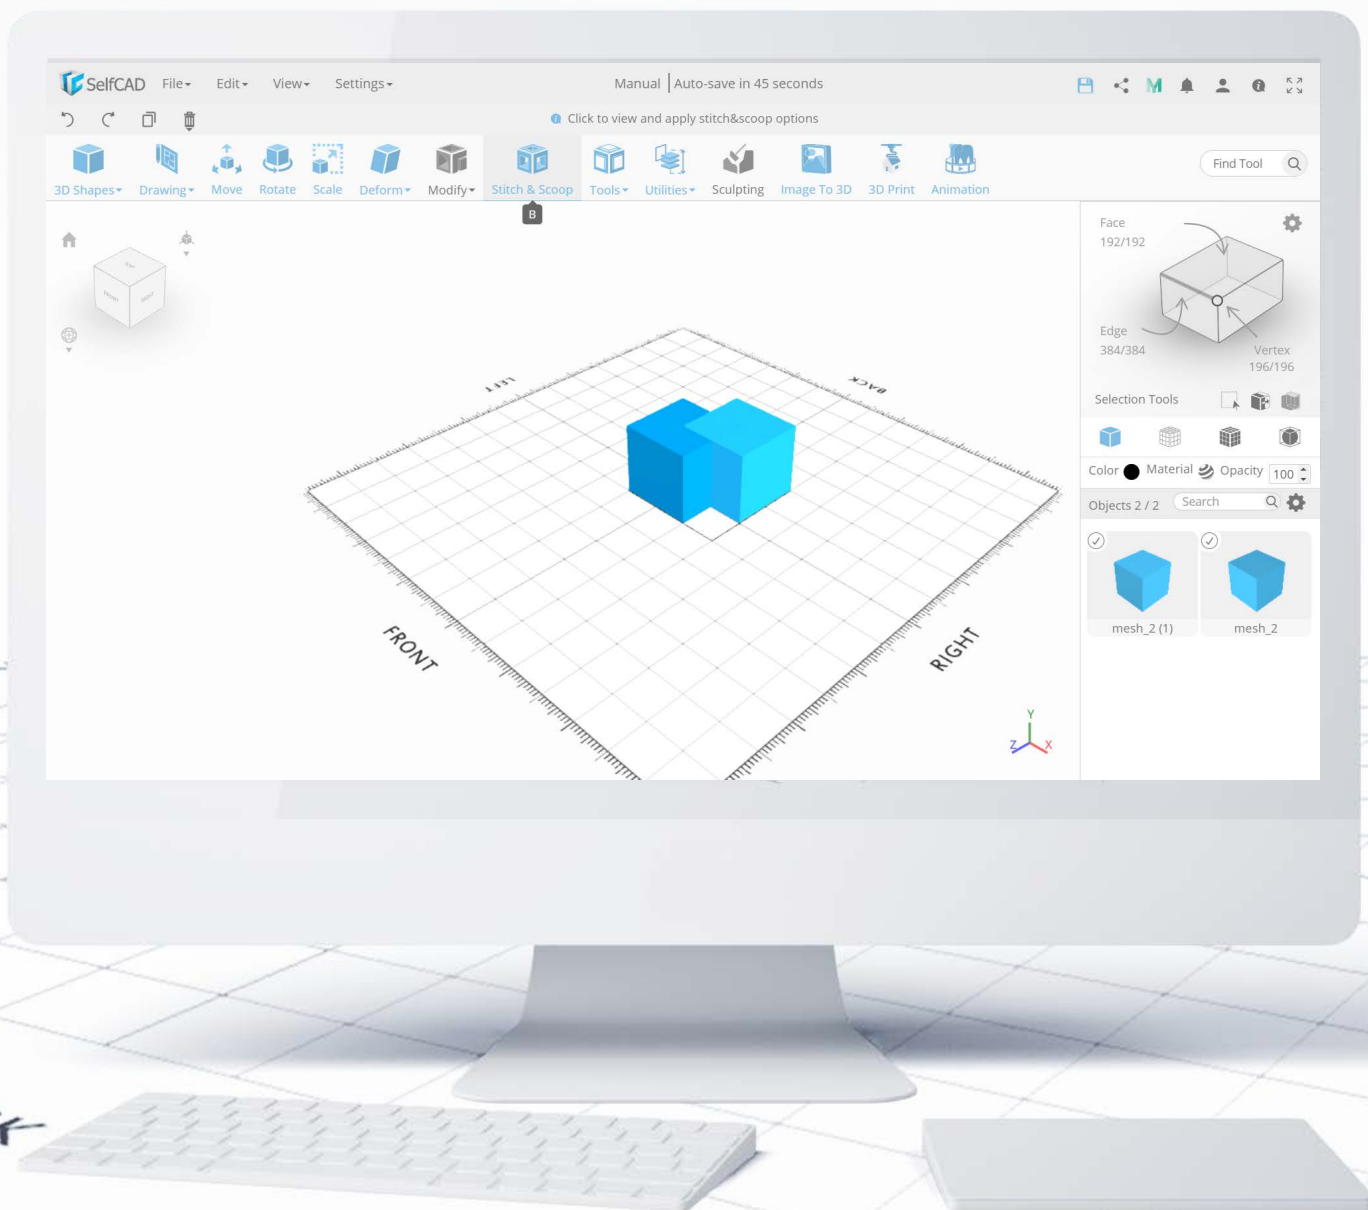 SelfCAD File Edit View Settings Manual Auto-save in 45 seconds
Click to view and apply stitch&scoop options
3D Shapes Drawing Move Rotate Scale Deform Modify Stitch & Scoop Tools Utilities Sculpting Image To 3D 3D Print Animation
Find Tool
B
Face
192/192
Edge
384/384
Vertex
196/196
FRONT RIGHT
LEFT
BACK
FRONT
RIGHT
Y
Z X
Selection Tools
Color Material Opacity 100
Objects 2 / 2 Search
mesh_2 (1) mesh_2